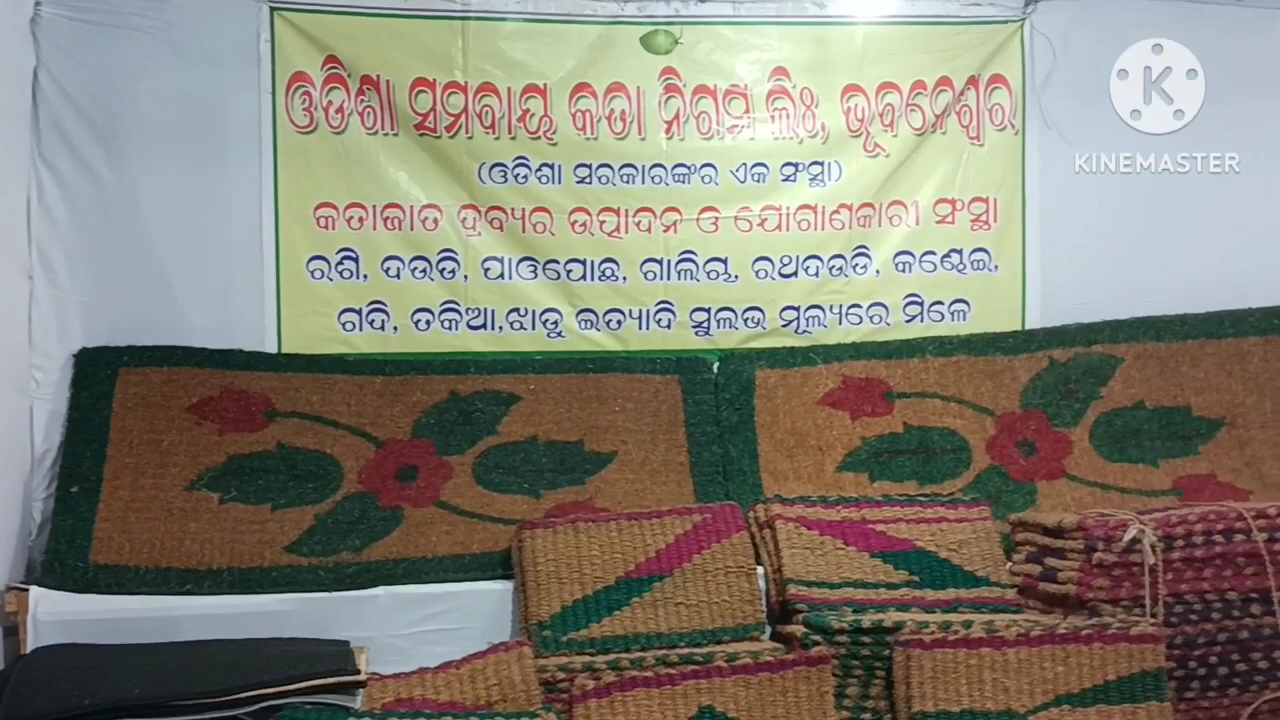 ଓଡିଶା ସମବାୟ କତା ନିଗମ ଲିଃ, ଭୂବନେଶ୍ୱର
(ଓଡିଶା ସରକାରଙ୍କର ଏକ ସଂସ୍ଥା)
କତାଜାତ ଦ୍ରବ୍ୟର ଉତ୍ପାଦନ ଓ ଯୋଗାଣକାରୀ ସଂସ୍ଥା
ରଶି, ଦଉଡି, ପାଓପୋଛ, ଗାଲିଚା, ରଥଦଉଡି, କଣ୍ଢେଇ,
ଗଦି, ତକିଆ,ଝାଡୁ ଇତ୍ୟାଦି ସୁଲଭ ମୂଲ୍ୟରେ ମିଳେ
K
KINEMASTER